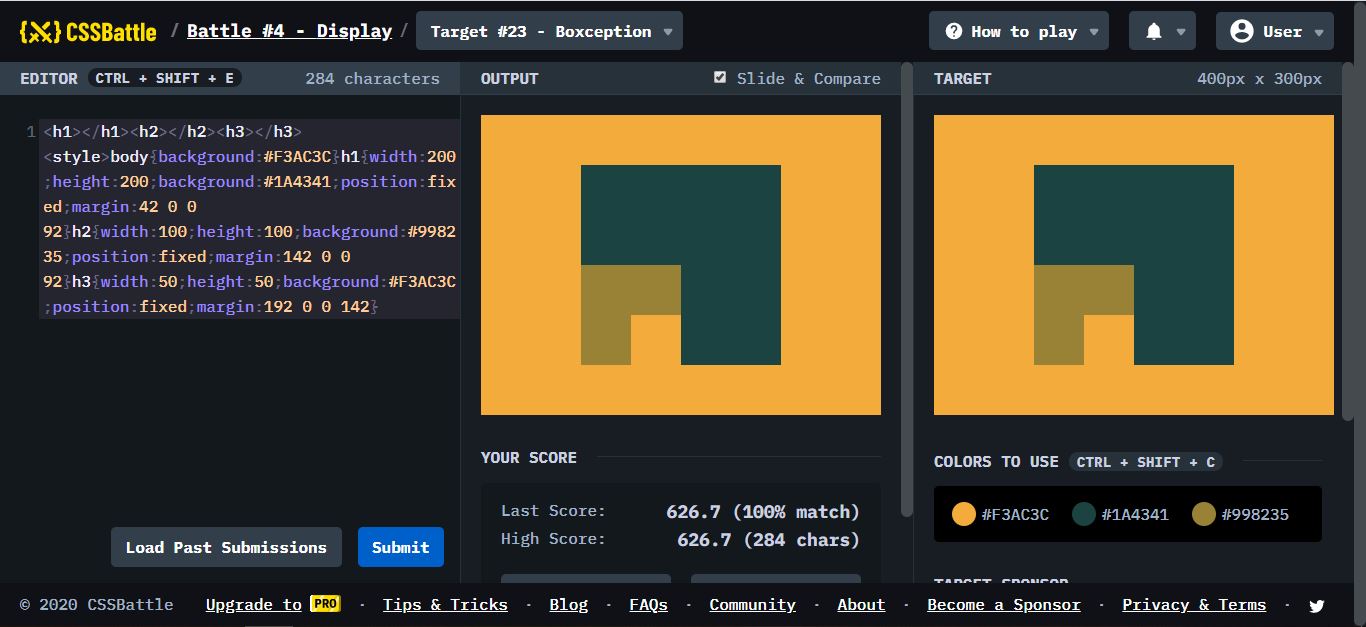 {X} CSSBattle / Battle #4 - Display / Target #23 - Boxception How to play User
EDITOR CTRL + SHIFT + E 284 characters OUTPUT Slide & Compare TARGET 400px x 300px
1 <h1></h1><h2></h2><h3></h3>
<style>body{background:#F3AC3C}h1{width:200
;height:200;background:#1A4341;position:fix
ed;margin:42 0 0
92}h2{width:100;height:100;background:#9982
35;position:fixed;margin:142 0 0
92}h3{width:50;height:50;background:#F3AC3C
;position:fixed;margin:192 0 0 142}
Load Past Submissions Submit
YOUR SCORE
Last Score: 626.7 (100% match)
High Score: 626.7 (284 chars)
COLORS TO USE CTRL + SHIFT + C
#F3AC3C #1A4341 #998235
TARGET SPONSOR
© 2020 CSSBattle Upgrade to PRO · Tips & Tricks · Blog · FAQs · Community · About · Become a Sponsor · Privacy & Terms ·